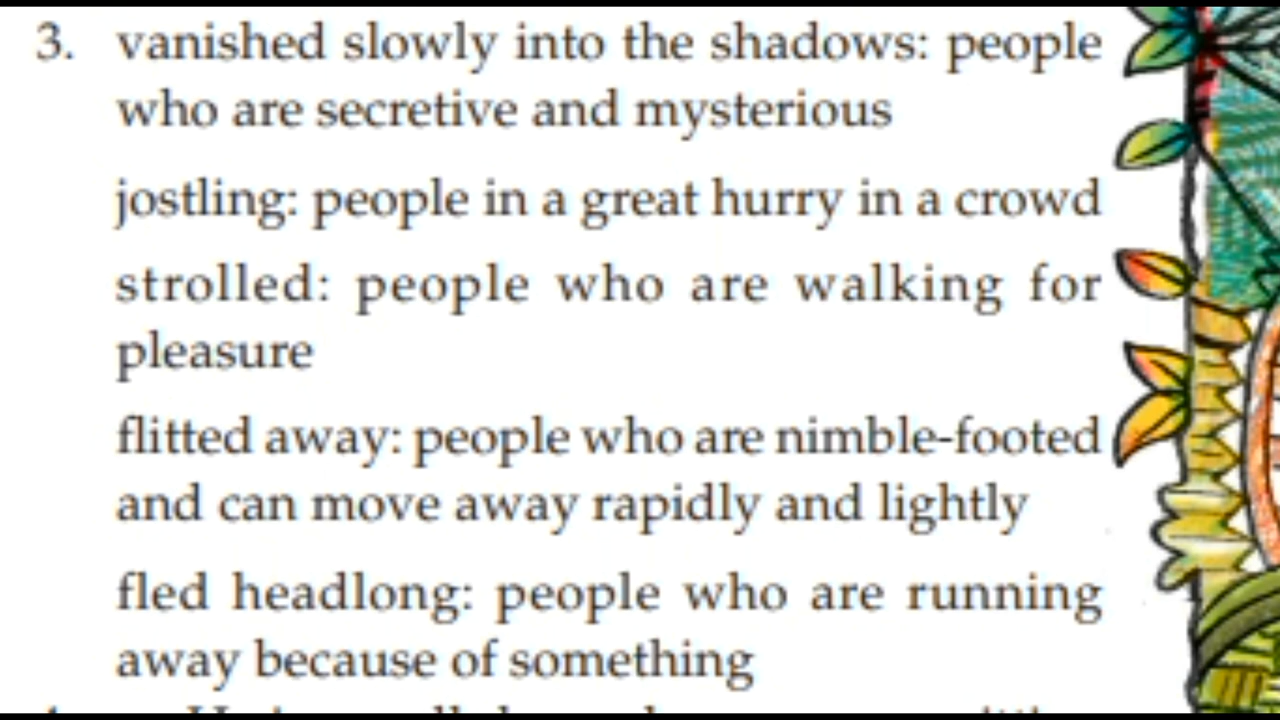 3. vanished slowly into the shadows: people
who are secretive and mysterious
jostling: people in a great hurry in a crowd
strolled: people who are walking for
pleasure
flitted away: people who are nimble-footed
and can move away rapidly and lightly
fled headlong: people who are running
away because of something